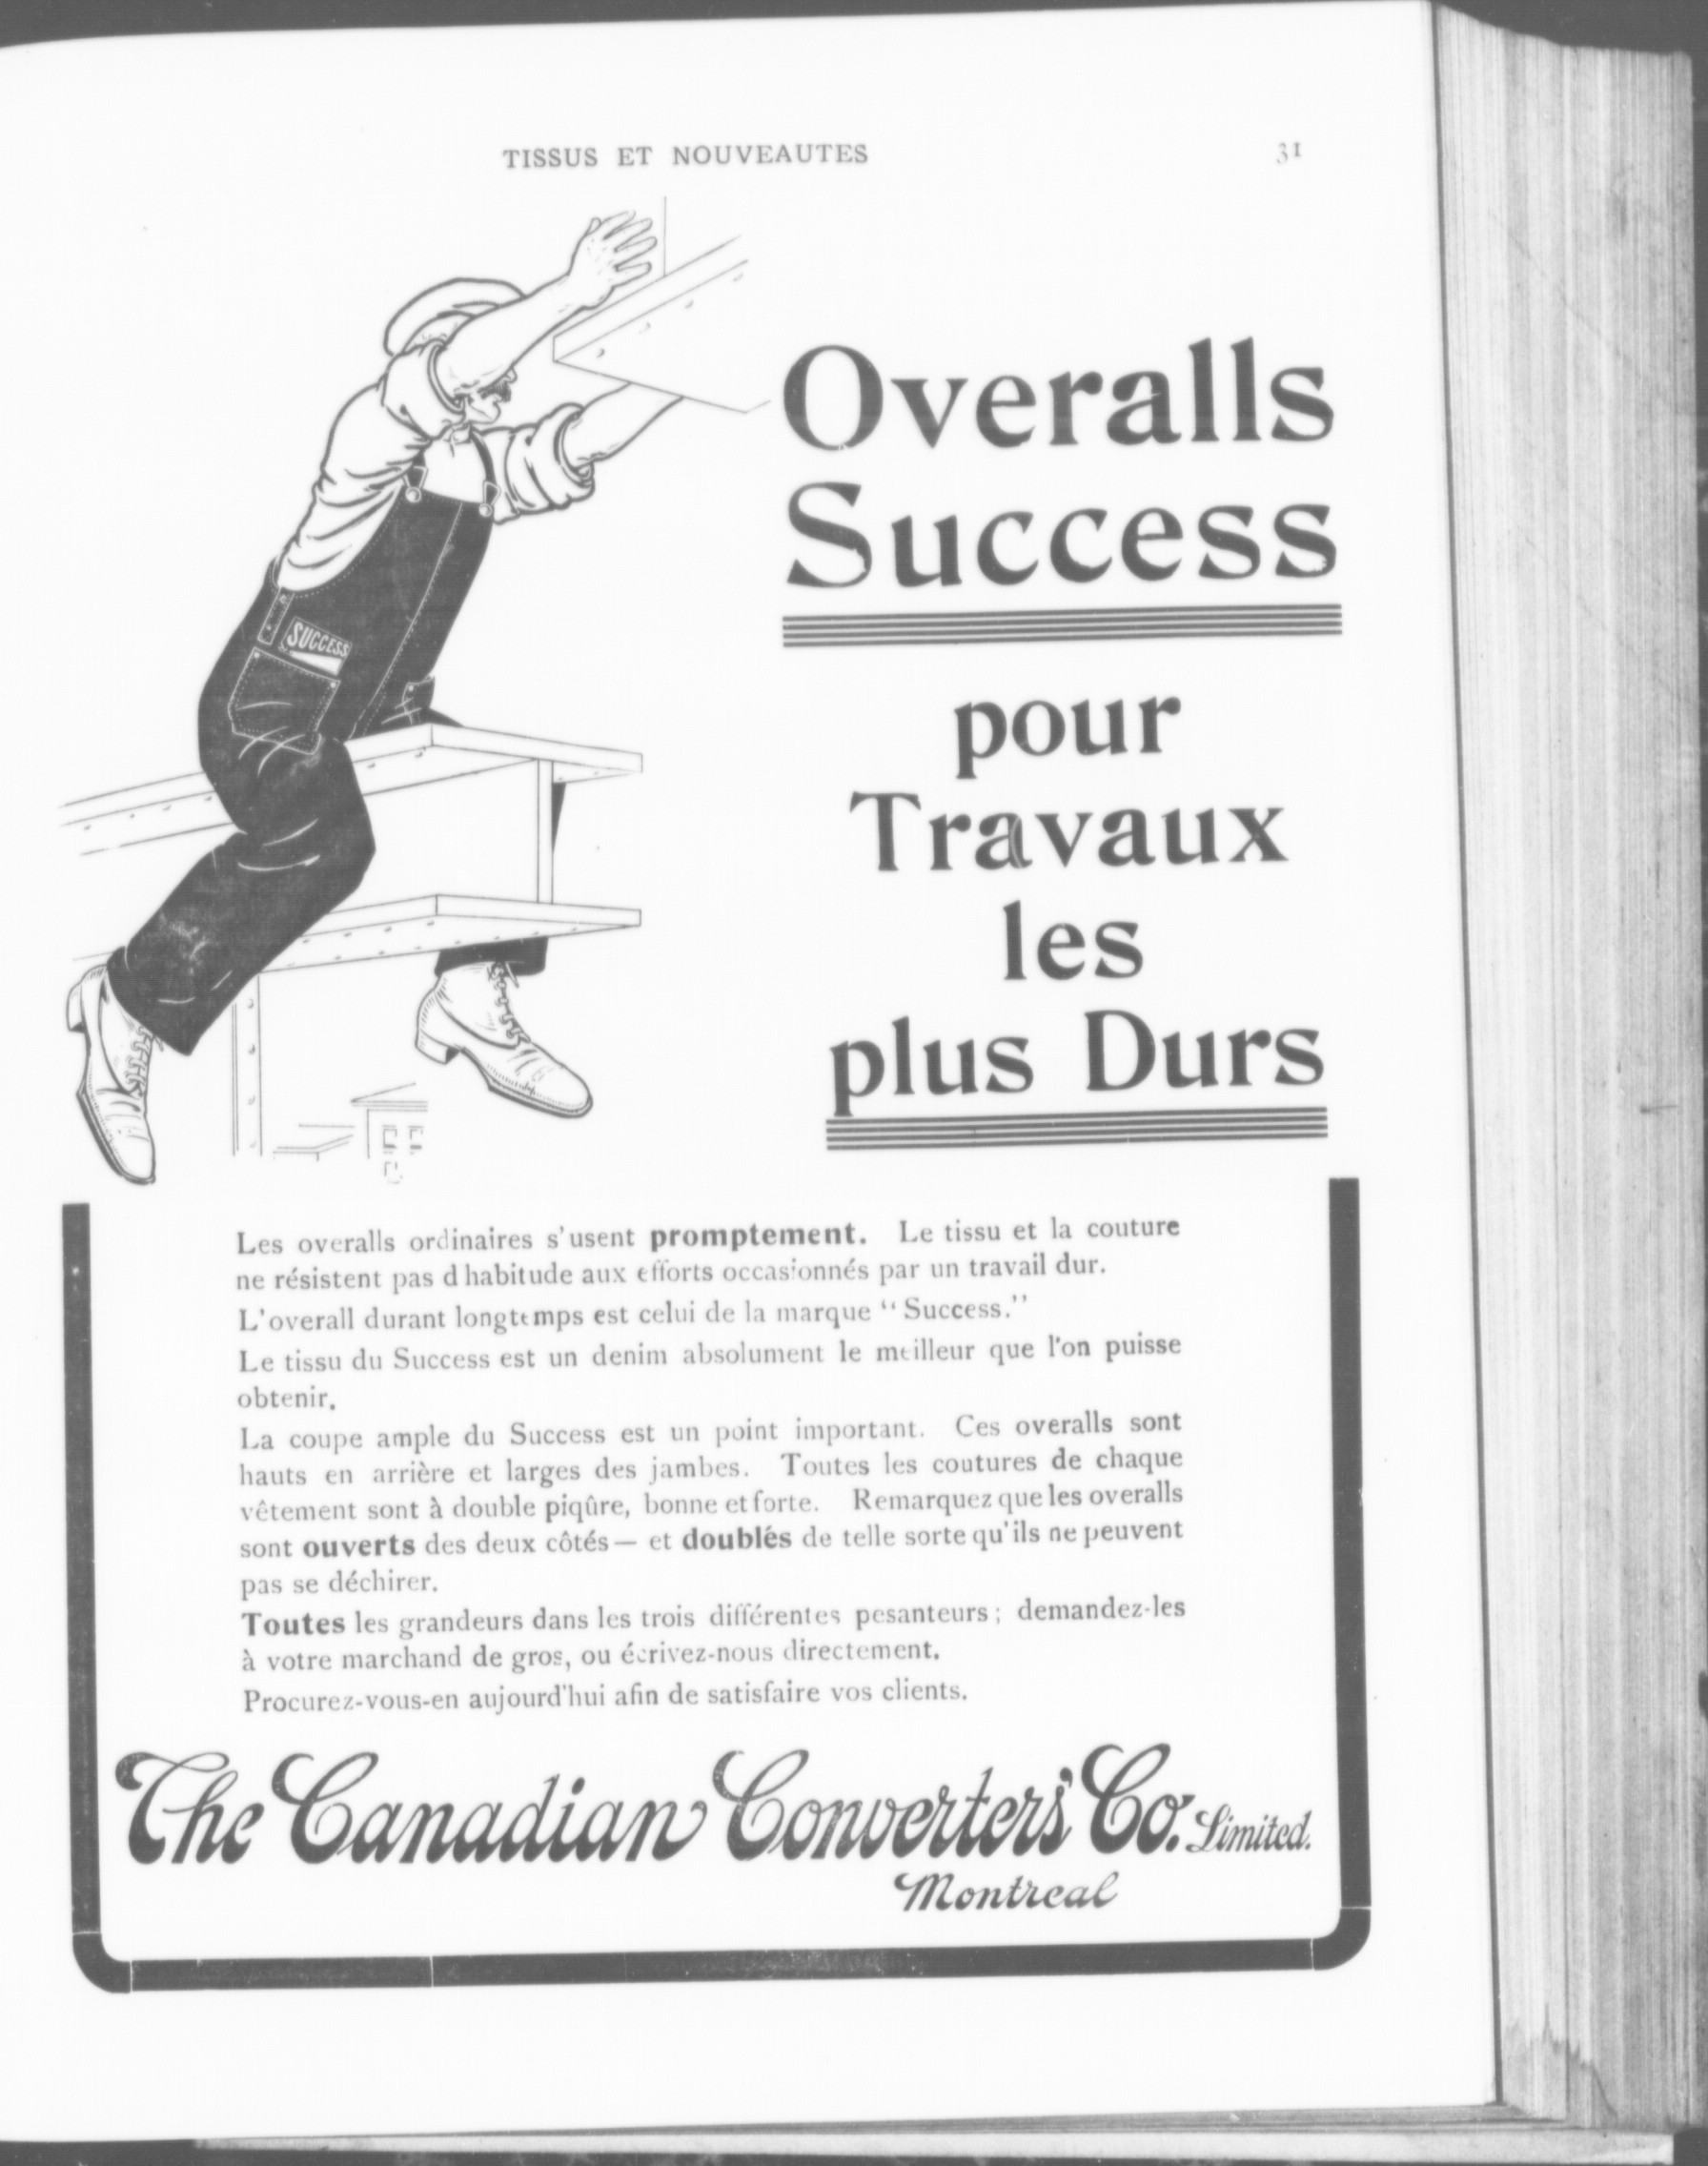 TISSUS ET NOUVEAUTES 31
Overalls
Success
SUCCESS
pour
Travaux
les
plus Durs
Les overalls ordinaires s'usent promptement. Le tissu et la couture
ne résistent pas d'habitude aux efforts occasionnés par un travail dur.
L'overall durant longtemps est celui de la marque "Success."
Le tissu du Success est un denim absolument le meilleur que l'on puisse
obtenir.
La coupe ample du Success est un point important. Ces overalls sont
hauts en arrière et larges des jambes. Toutes les coutures de chaque
vêtement sont à double piqûre, bonne et forte. Remarquez que les overalls
sont ouverts des deux côtés — et doublés de telle sorte qu'ils ne peuvent
pas se déchirer.
Toutes les grandeurs dans les trois différentes pesanteurs; demandez-les
à votre marchand de gros, ou écrivez-nous directement.
Procurez-vous-en aujourd'hui afin de satisfaire vos clients.
The Canadian Converters' Co. Limited.
Montreal